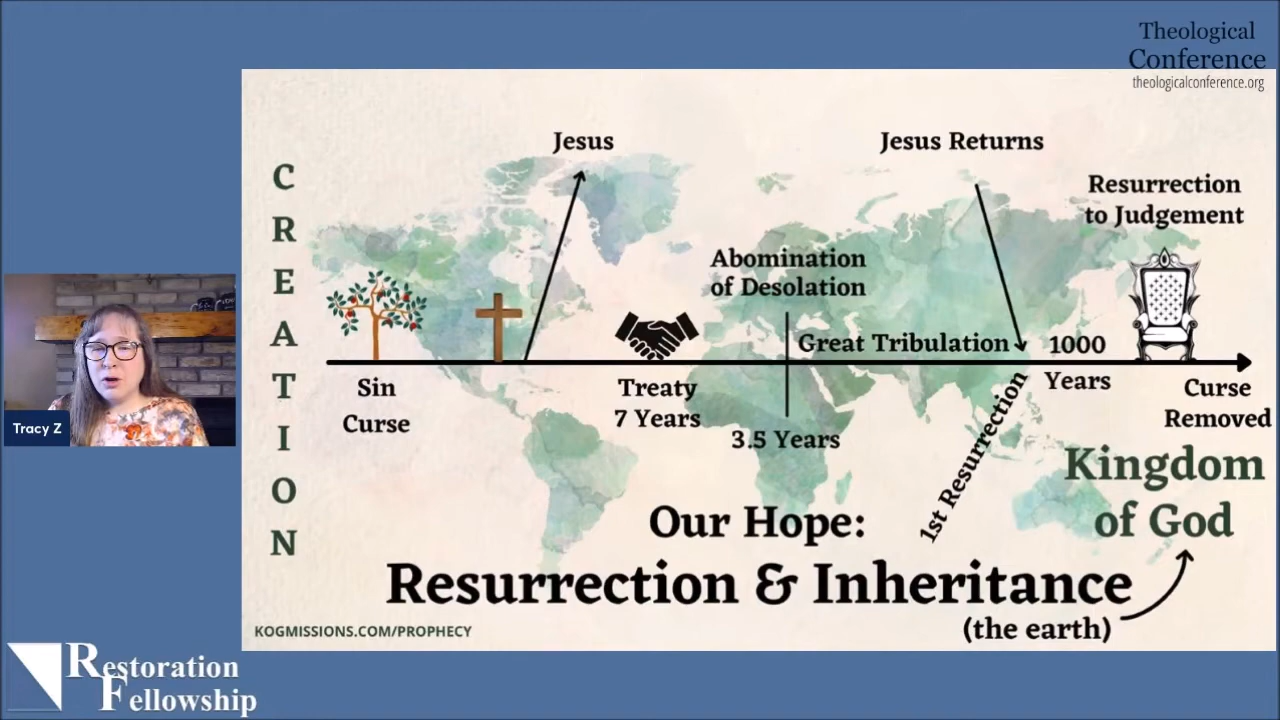 Theological
Conference
theologicalconference.org
Jesus
Jesus Returns
Resurrection
to Judgement
CREATION
Abomination
of Desolation
Great Tribulation
1000
Years
Sin
Curse
Treaty
7 Years
3.5 Years
1st Resurrection
Curse
Removed
Kingdom
of God
Our Hope:
Resurrection & Inheritance
(the earth)
KOGMISSIONS.COM/PROPHECY
Tracy Z
Restoration
Fellowship